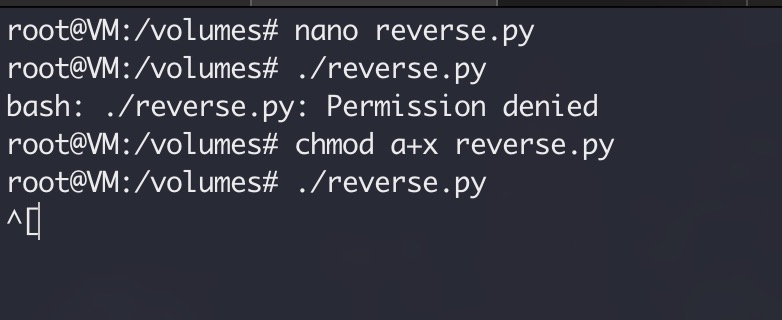 root@VM:/volumes# nano reverse.py
root@VM:/volumes# ./reverse.py
bash: ./reverse.py: Permission denied
root@VM:/volumes# chmod a+x reverse.py
root@VM:/volumes# ./reverse.py
^[